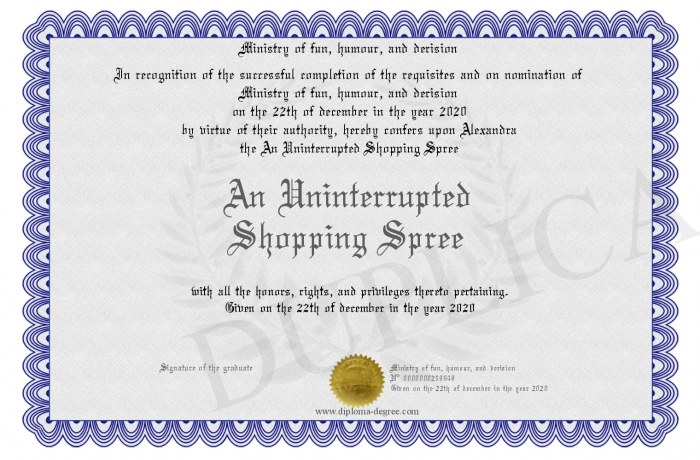 Ministry of fun, humour, and derision
In recognition of the successful completion of the requisites and on nomination of
Ministry of fun, humour, and derision
on the 22th of december in the year 2020
by virtue of their authority, hereby confers upon Alexandra
the An Uninterrupted Shopping Spree
An Uninterrupted
Shopping Spree
with all the honors, rights, and privileges thereto pertaining.
Given on the 22th of december in the year 2020
DUPLICA
Signature of the graduate
Ministry of fun, humour, and derision
Given on the 22th of december in the year 2020
www.diploma-degree.com